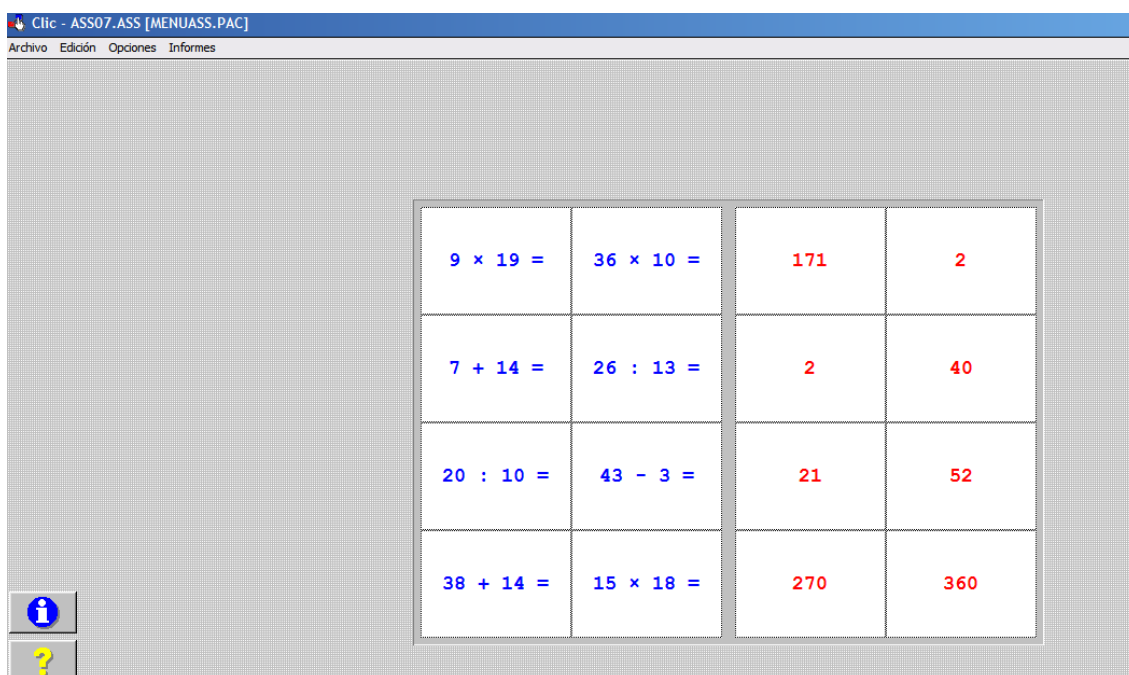 Clic - ASS07.ASS [MENUASS.PAC]
Archivo Edición Opciones Informes
9 × 19 = 36 × 10 = 171 2
7 + 14 = 26 : 13 = 2 40
20 : 10 = 43 - 3 = 21 52
38 + 14 = 15 × 18 = 270 360
i
?